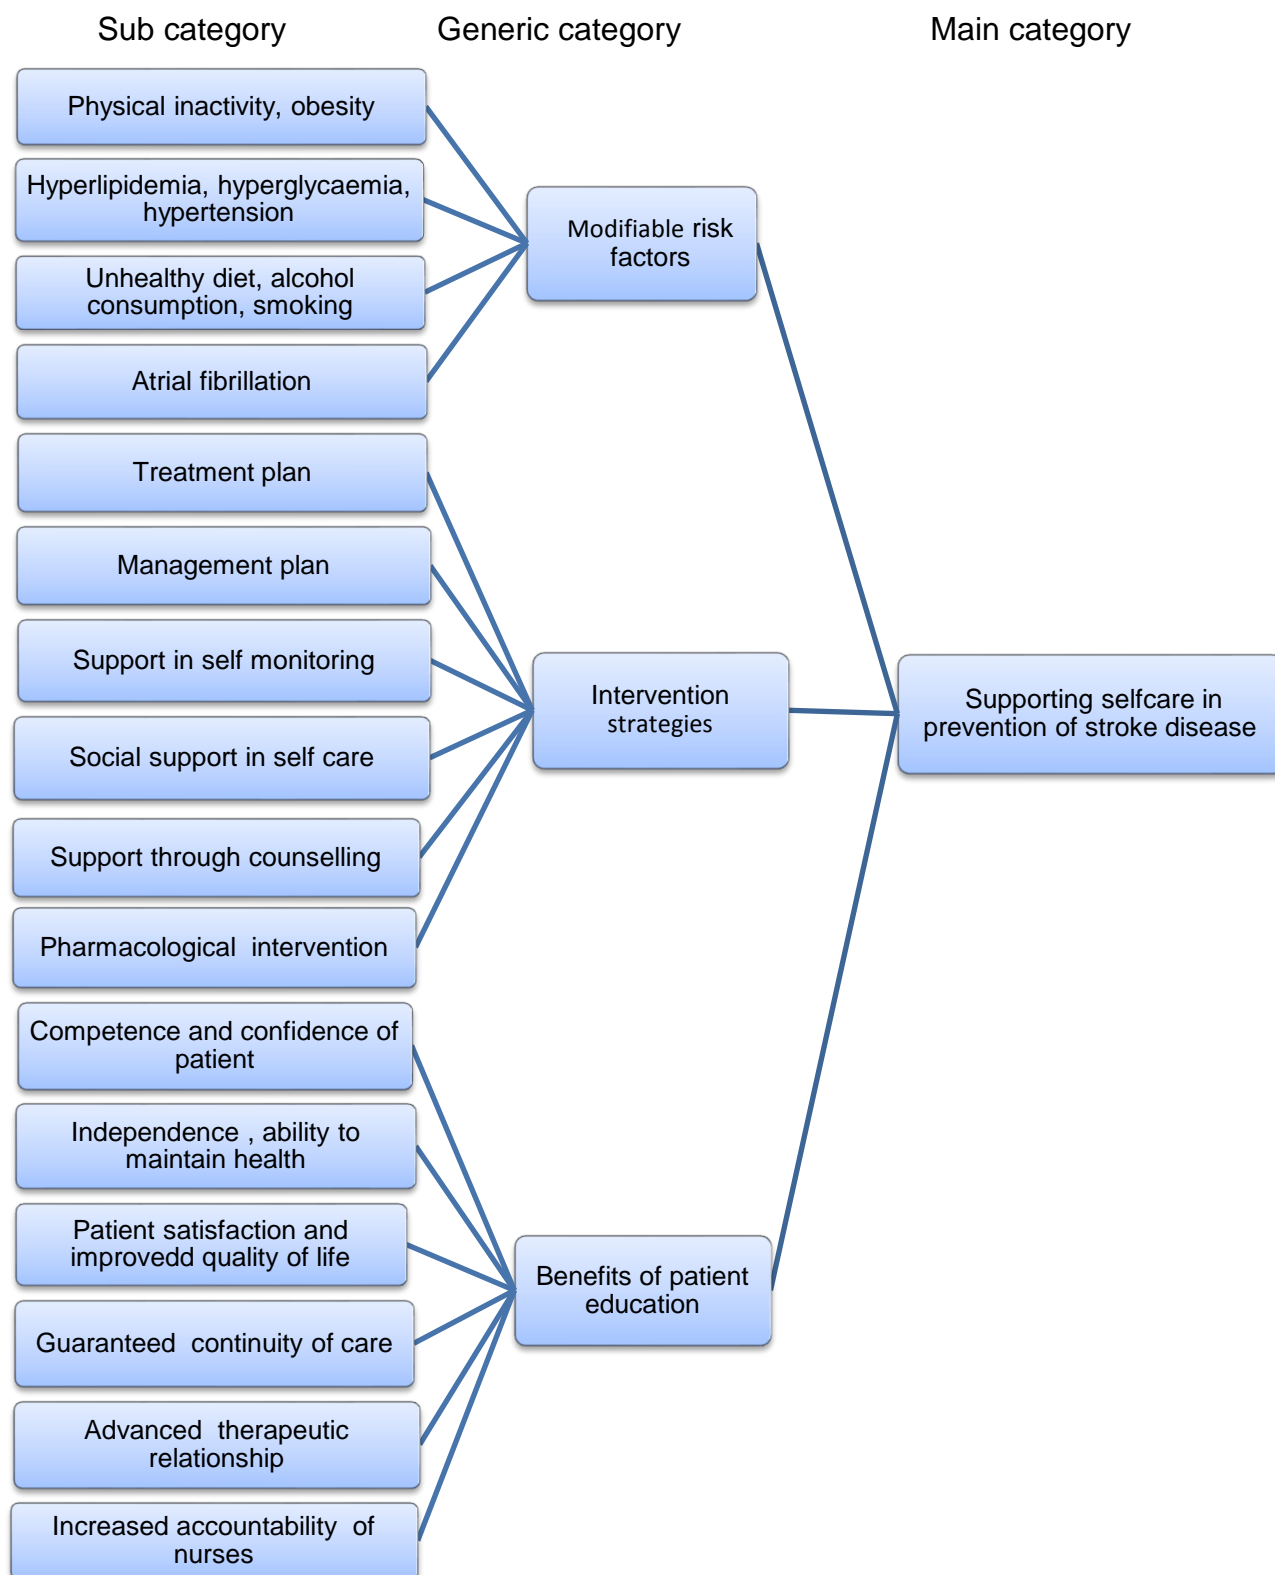 Sub category
Generic category
Main category
Physical inactivity, obesity
Hyperlipidemia, hyperglycaemia,
hypertension
Unhealthy diet, alcohol
consumption, smoking
Atrial fibrillation
Modifiable risk
factors
Treatment plan
Management plan
Support in self monitoring
Social support in self care
Support through counselling
Pharmacological  intervention
Intervention
strategies
Competence and confidence of
patient
Independence , ability to
maintain health
Patient satisfaction and
improvedd quality of life
Guaranteed  continuity of care
Advanced  therapeutic
relationship
Increased accountability  of
nurses
Benefits of patient
education
Supporting selfcare in
prevention of stroke disease